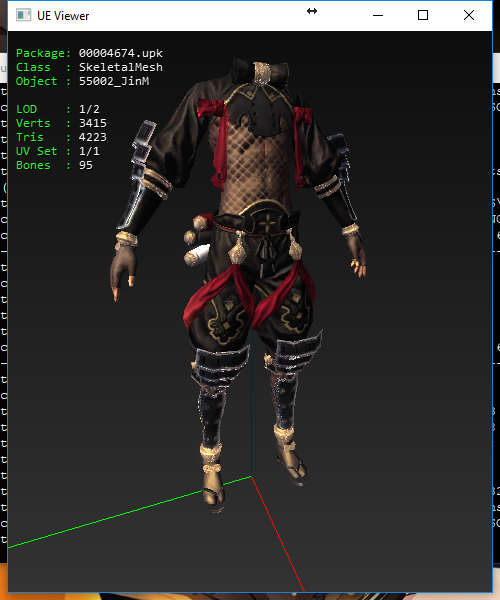 UE Viewer
Package: 00004674.upk
Class : SkeletalMesh
Object : 55002_JinM
LOD : 1/2
Verts : 3415
Tris : 4223
UV Set : 1/1
Bones : 95